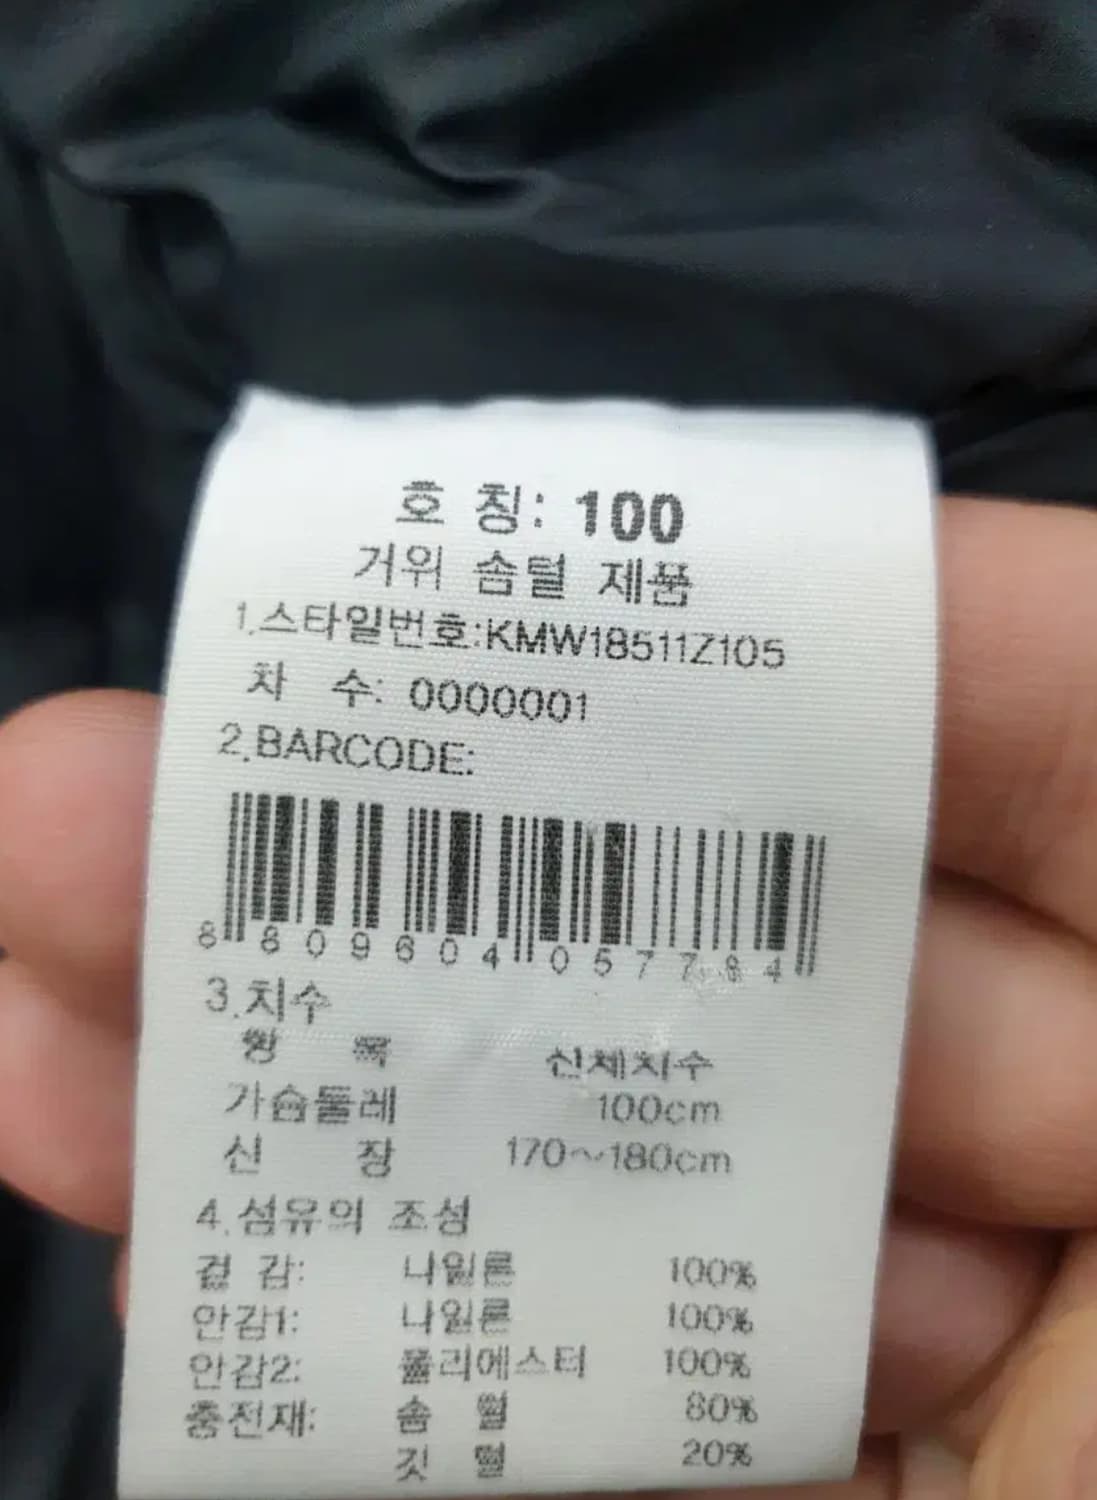 호 칭: 100
거위 솜털 제품
1.스타일번호:KMW18511Z105
차 수: 0000001
2.BARCODE:
8 809604 057784
3.치수
항 목 신체치수
가슴둘레 100cm
신 장 170~180cm
4.섬유의 조성
겉 감: 나일론 100%
안감1: 나일론 100%
안감2: 폴리에스터 100%
충전재: 솜 털 80%
깃 털 20%